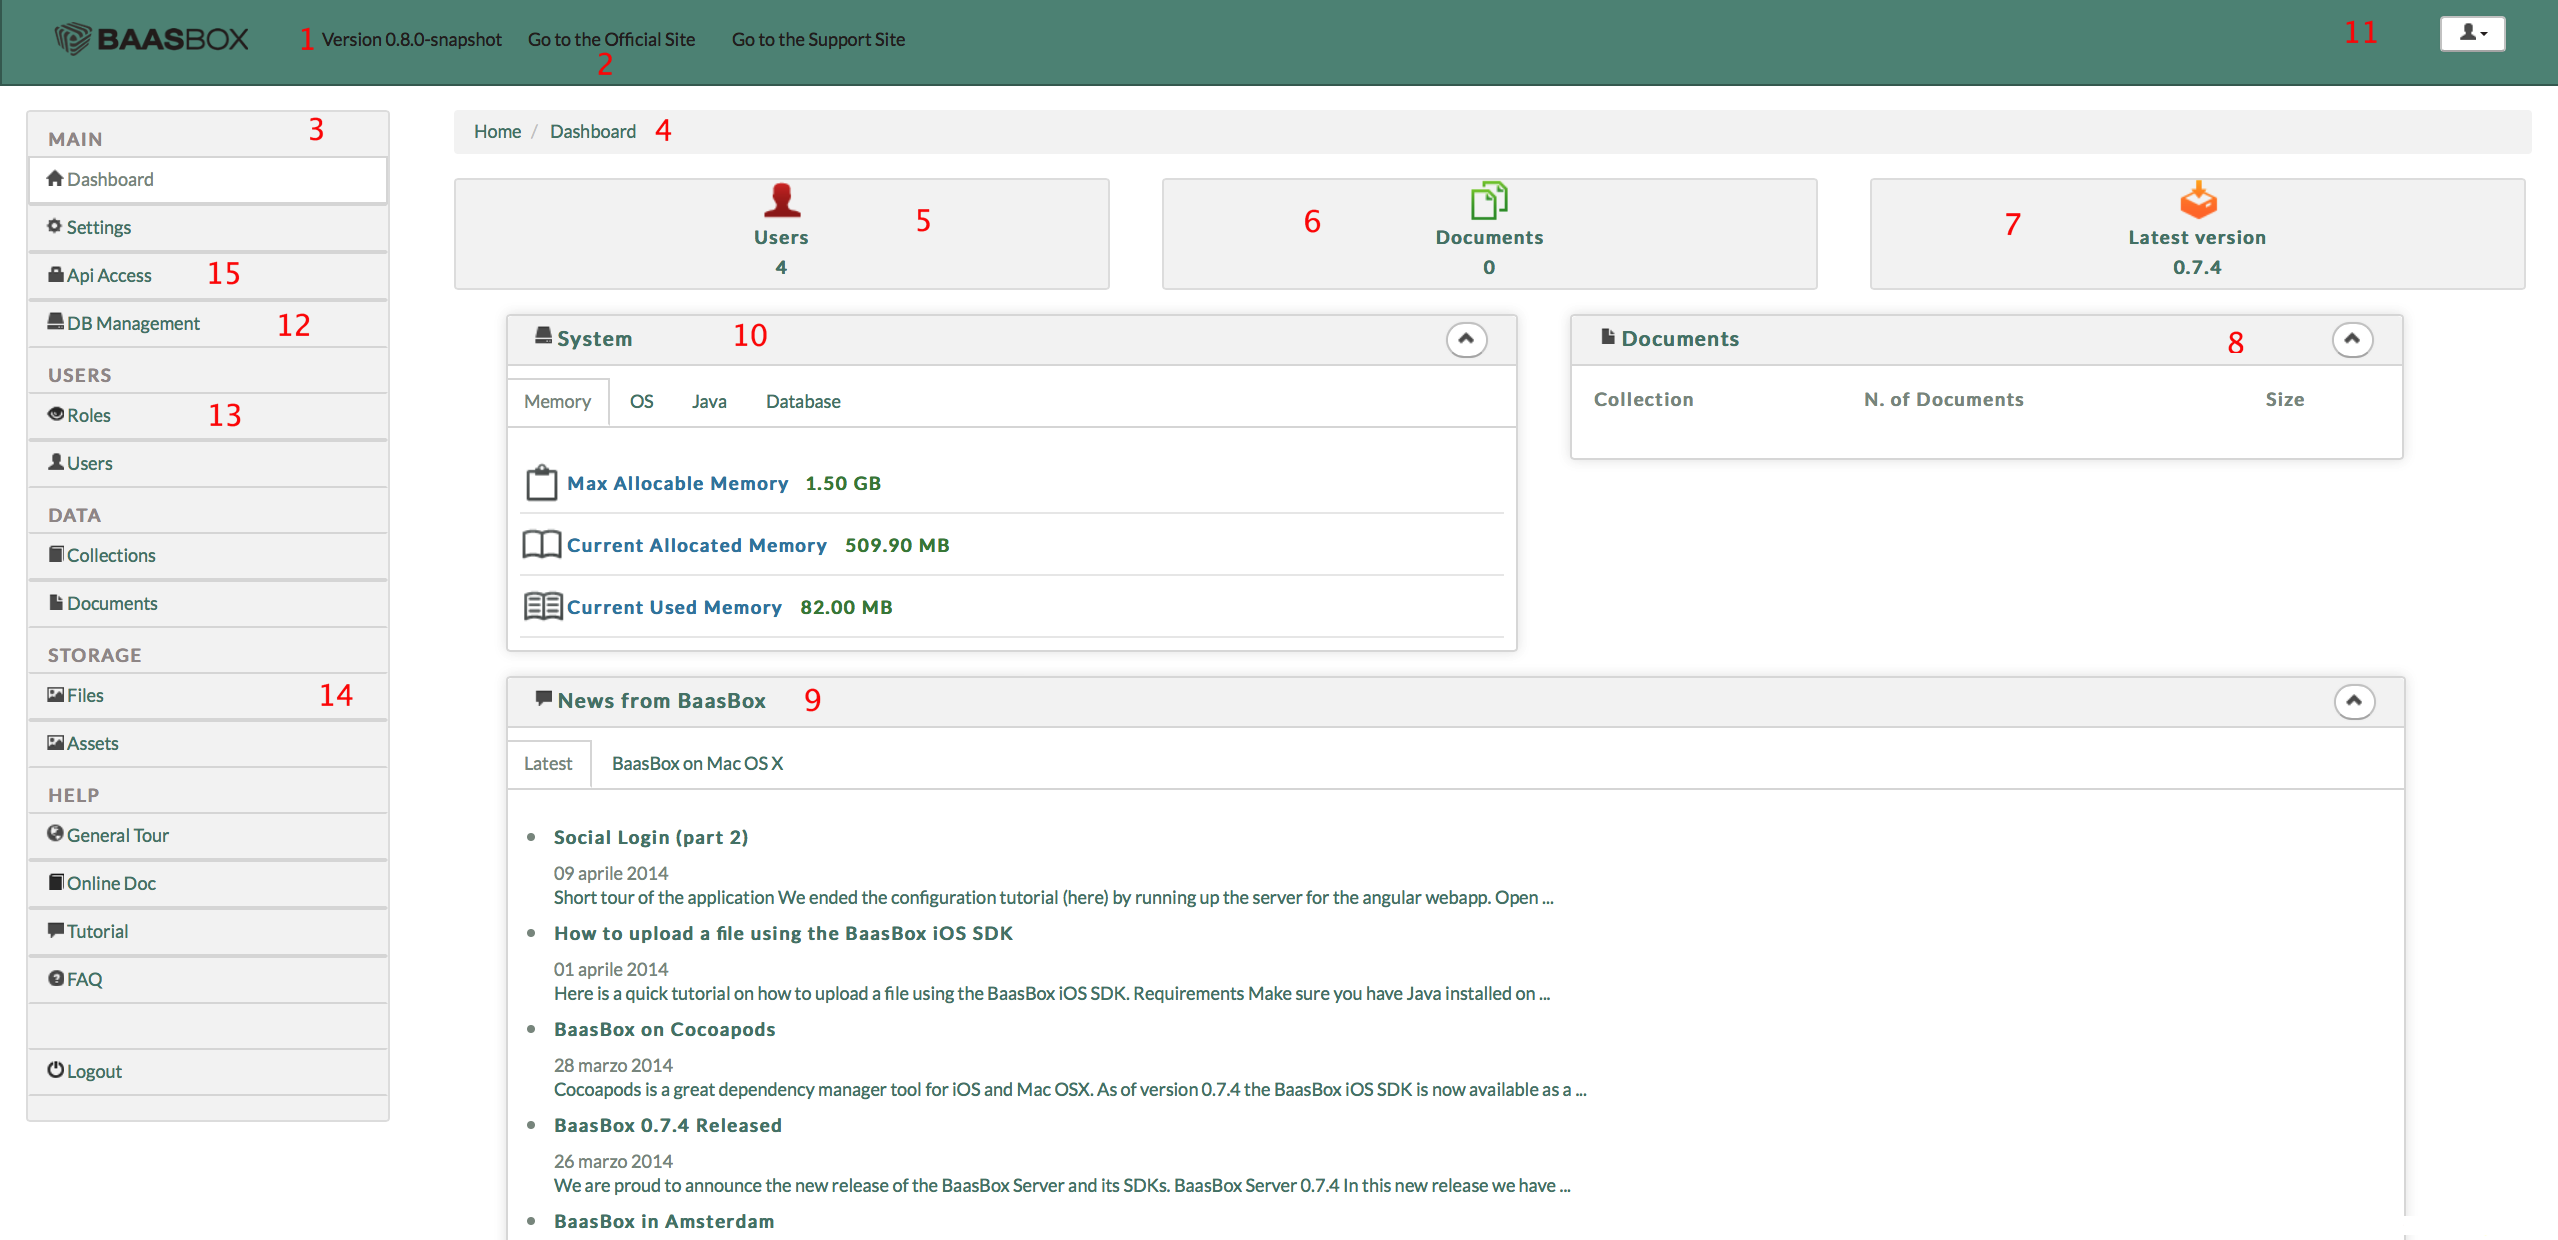 BAASBOX 1 Version 0.8.0-snapshot Go to the Official Site Go to the Support Site 11
2
MAIN 3
Dashboard
Settings
Api Access 15
DB Management 12
USERS
Roles 13
Users
DATA
Collections
Documents
STORAGE
Files 14
Assets
HELP
General Tour
Online Doc
Tutorial
FAQ
Logout
Home / Dashboard 4
Users 5
4
6 Documents
0
7 Latest version
0.7.4
System 10
Memory OS Java Database
Max Allocable Memory 1.50 GB
Current Allocated Memory 509.90 MB
Current Used Memory 82.00 MB
Documents 8
Collection N. of Documents Size
News from BaasBox 9
Latest BaasBox on Mac OS X
Social Login (part 2)
09 aprile 2014
Short tour of the application We ended the configuration tutorial (here) by running up the server for the angular webapp. Open ...
How to upload a file using the BaasBox iOS SDK
01 aprile 2014
Here is a quick tutorial on how to upload a file using the BaasBox iOS SDK. Requirements Make sure you have Java installed on ...
BaasBox on Cocoapods
28 marzo 2014
Cocoapods is a great dependency manager tool for iOS and Mac OSX. As of version 0.7.4 the BaasBox iOS SDK is now available as a ...
BaasBox 0.7.4 Released
26 marzo 2014
We are proud to announce the new release of the BaasBox Server and its SDKs. BaasBox Server 0.7.4 In this new release we have ...
BaasBox in Amsterdam